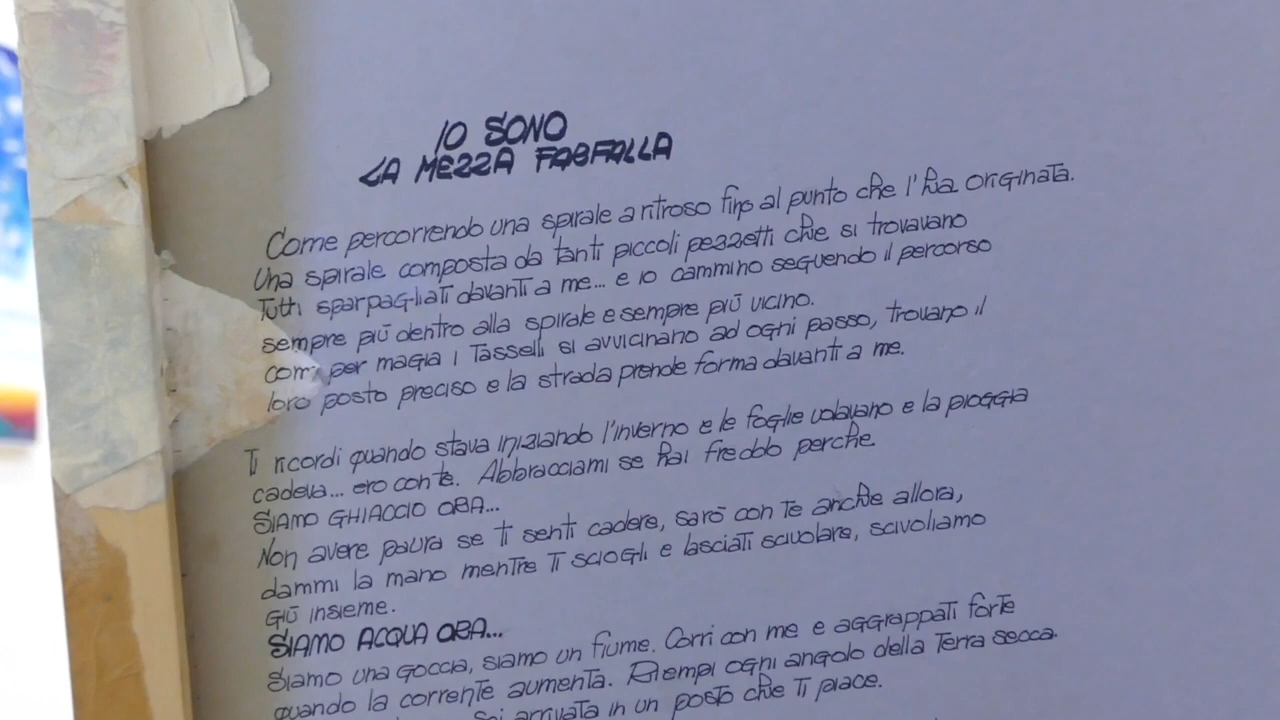 IO SONO
LA MEZZA FARFALLA
Come percorrendo una spirale a ritroso fino al punto che l'ha originata.
Una spirale composta da tanti piccoli pezzetti che si trovavano
tutti sparpagliati davanti a me... e io cammino seguendo il percorso
sempre più dentro alla spirale e sempre più vicino.
com per magia i tasselli si avvicinano ad ogni passo, trovano il
loro posto preciso e la strada prende forma davanti a me.
Ti ricordi quando stava iniziando l'inverno e le foglie volavano e la pioggia
cadeva... ero con te. Abbracciami se hai freddo perche.
SIAMO GHIACCIO ORA...
Non avere paura se ti senti cadere, sarò con te anche allora,
dammi la mano mentre ti sciogli e lasciati scivolare, scivoliamo
giù insieme.
SIAMO ACQUA ORA...
Siamo una goccia, siamo un fiume. Corri con me e aggrappati forte
quando la corrente aumenta. Riempi ogni angolo della Terra secca.
Sei arrivata in un posto che ti piace.